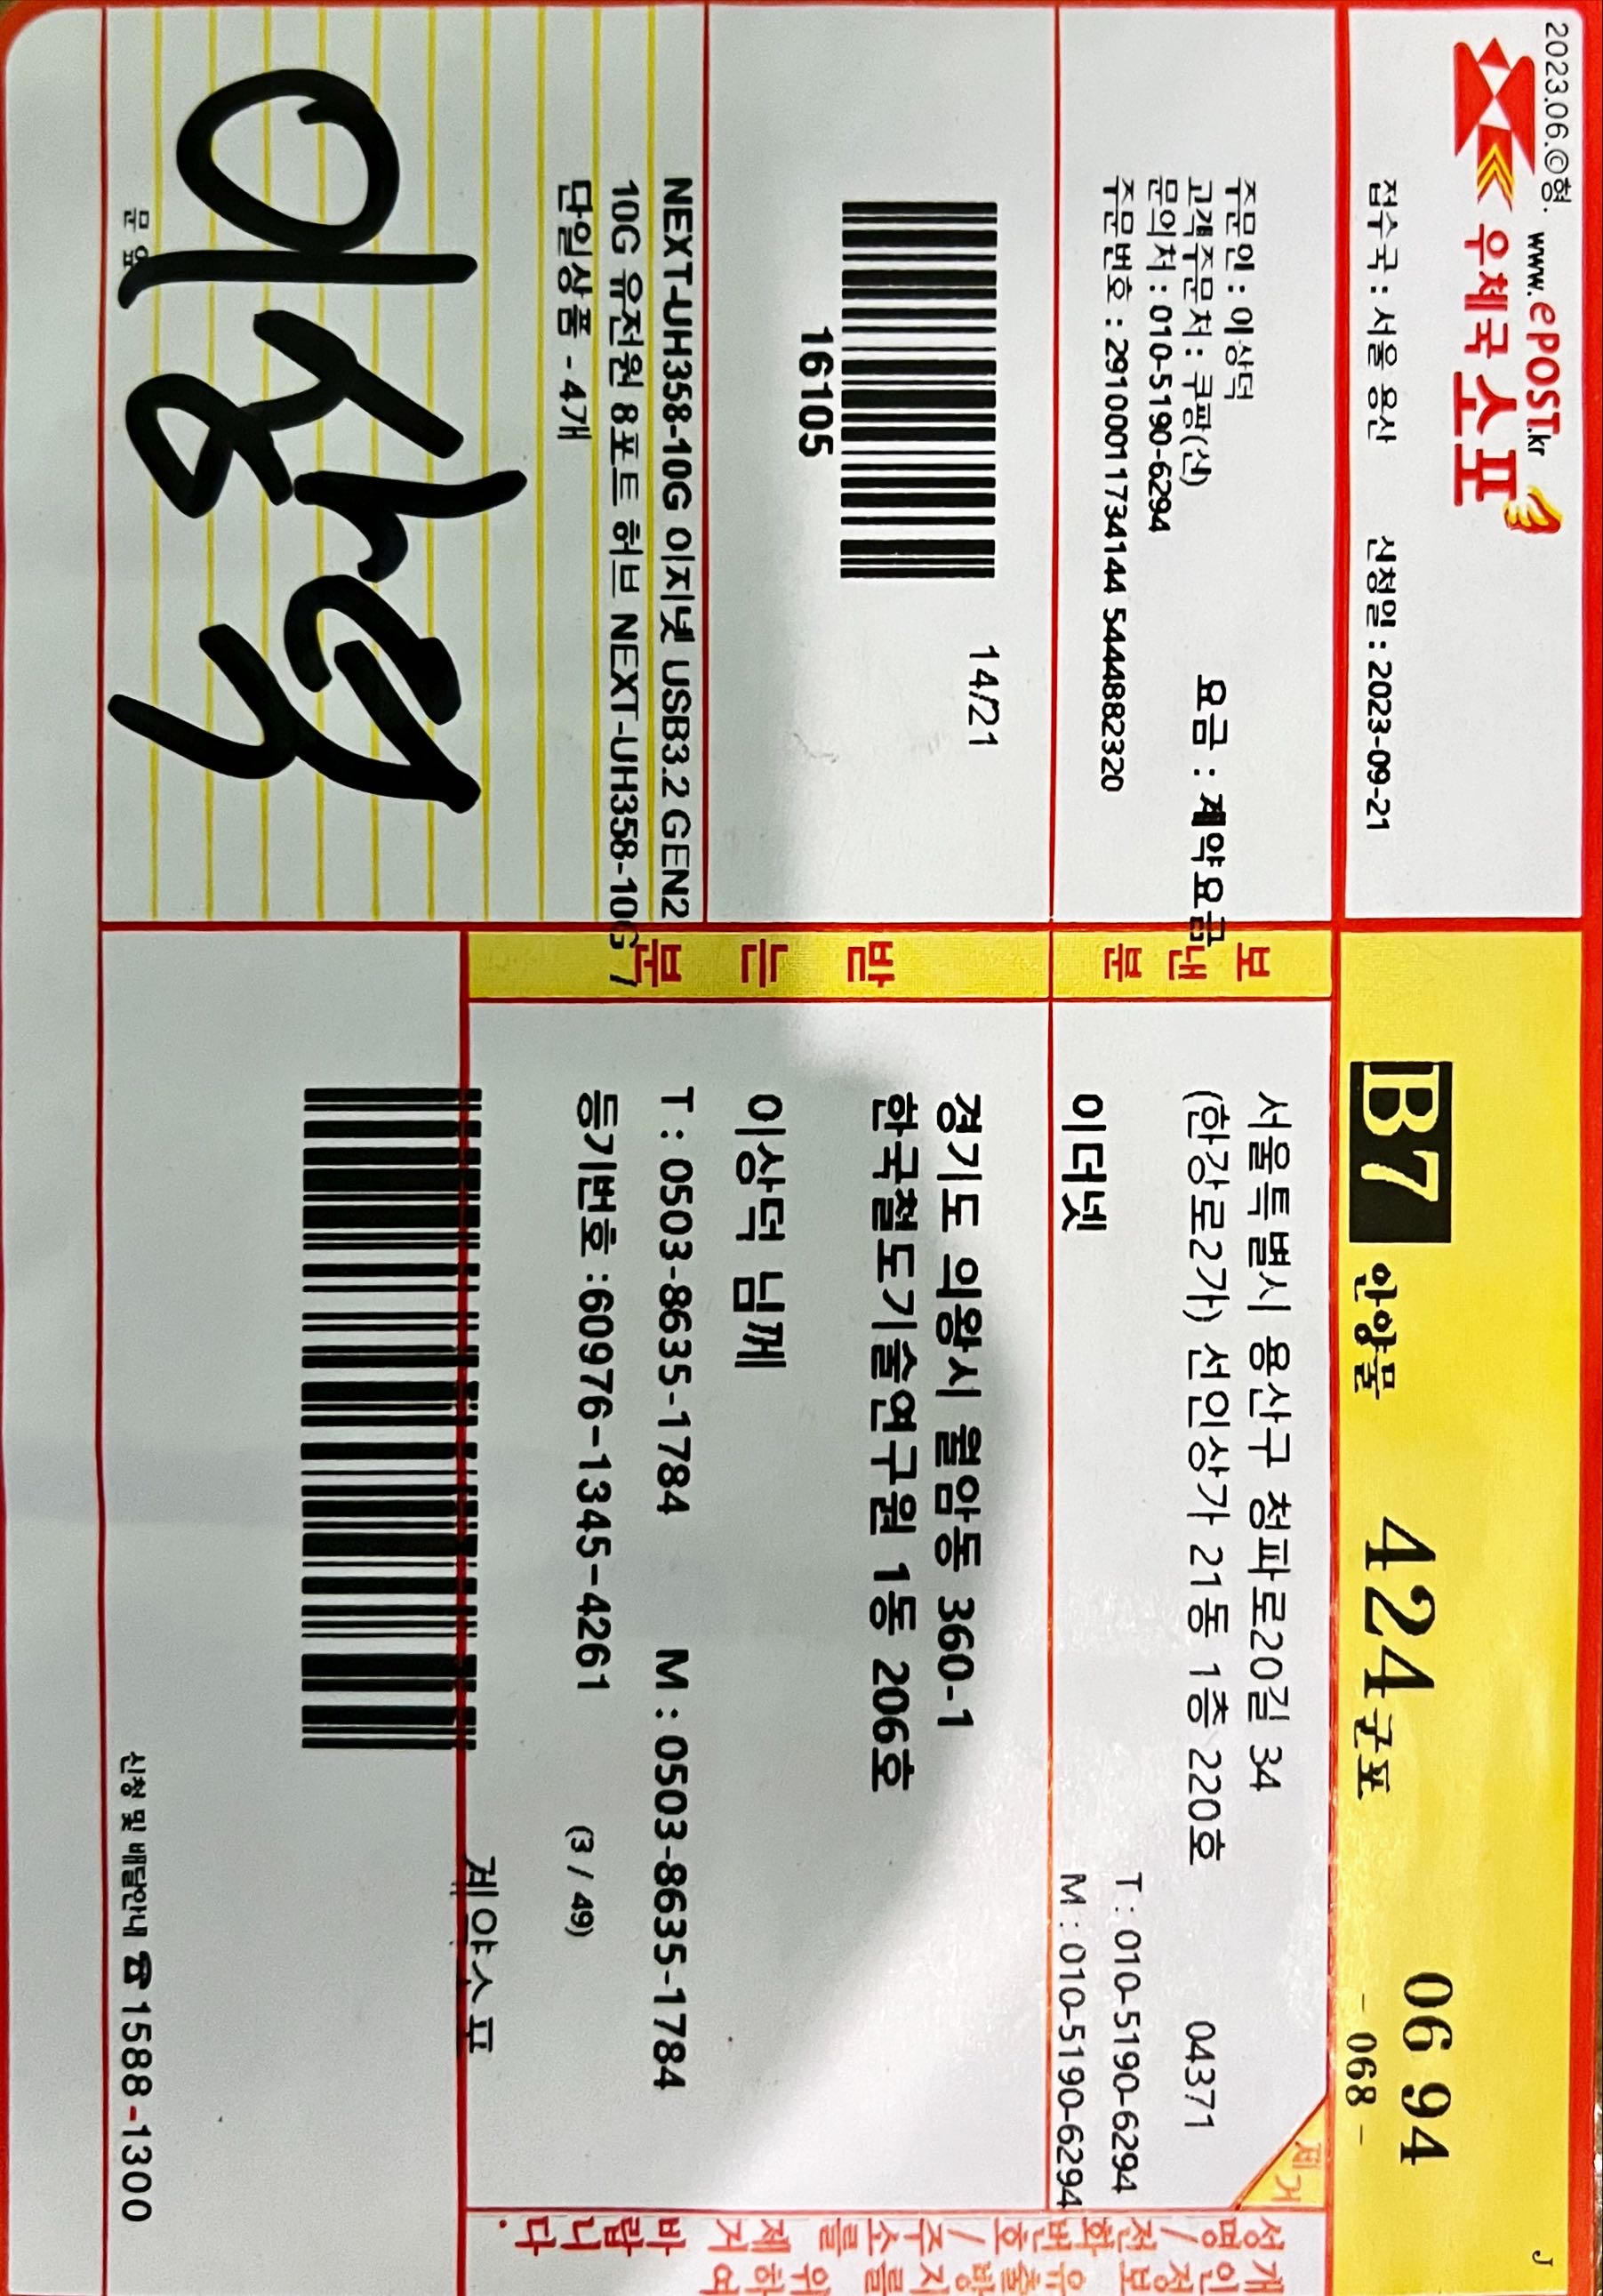 2023.06.ⓒ형.
www.ePOST.kr
우체국 소포
접수국 : 서울 용산 신청일 : 2023-09-21
J
B7 안양물 424 군포 06 94
- 068 -
주문인 : 이상덕
고객주문처 : 쿠팡(신) 요금 : 계약요금
문의처 : 010-5190-6294
주문번호 : 29100011734144 5444882320
보낸분
서울특별시 용산구 청파로20길 34
(한강로2가) 선인상가 21동 1층 220호 04371
T : 010-5190-6294
이더넷
M : 010-5190-6294
제거
개인정보 유출방지를 위하여
성명/전화번호/주소를 제거 바랍니다.
14/21
16105
받는분
경기도 의왕시 월암동 360-1
한국철도기술연구원 1동 206호
이상덕 님께
T : 0503-8635-1784 M : 0503-8635-1784
등기번호 :60976-1345-4261 (3 / 49)
계약소포
NEXT-UH358-10G 이지넷 USB3.2 GEN2
10G 유전원 8포트 허브 NEXT-UH358-10G /
단일상품 - 4개
이상덕
문 앞
신청 및 배달안내 ☎ 1588-1300